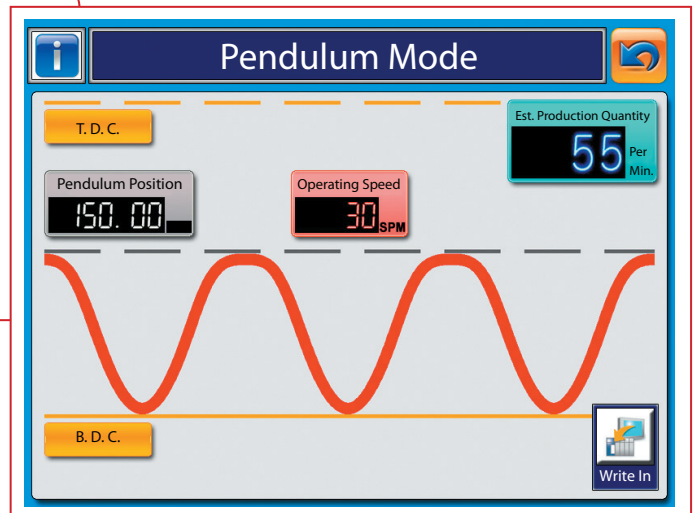 i
Pendulum Mode
T. D. C.
Est. Production Quantity
55 Per
Min.
Pendulum Position
150. 00
Operating Speed
30 SPM
B. D. C.
Write In